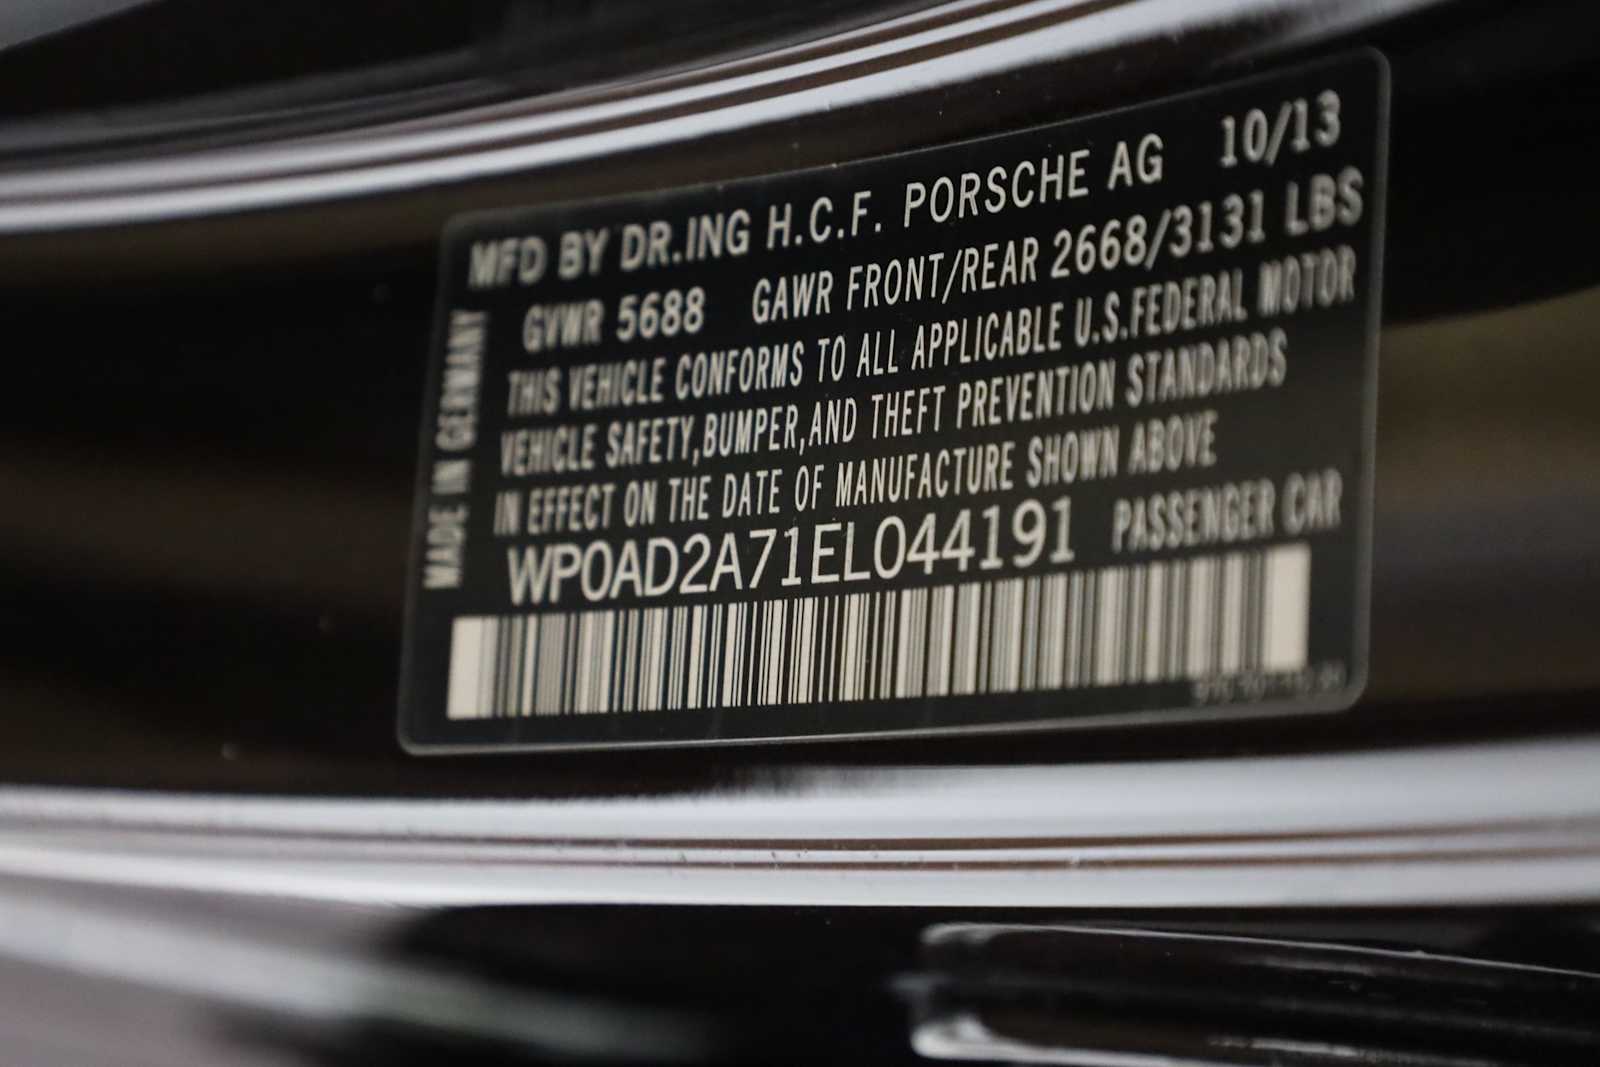 MFD BY DR.ING H.C.F. PORSCHE AG 10/13
GVWR 5688 GAWR FRONT/REAR 2668/3131 LBS
THIS VEHICLE CONFORMS TO ALL APPLICABLE U.S.FEDERAL MOTOR
VEHICLE SAFETY,BUMPER,AND THEFT PREVENTION STANDARDS
IN EFFECT ON THE DATE OF MANUFACTURE SHOWN ABOVE
WP0AD2A71EL044191 PASSENGER CAR
MADE IN GERMANY